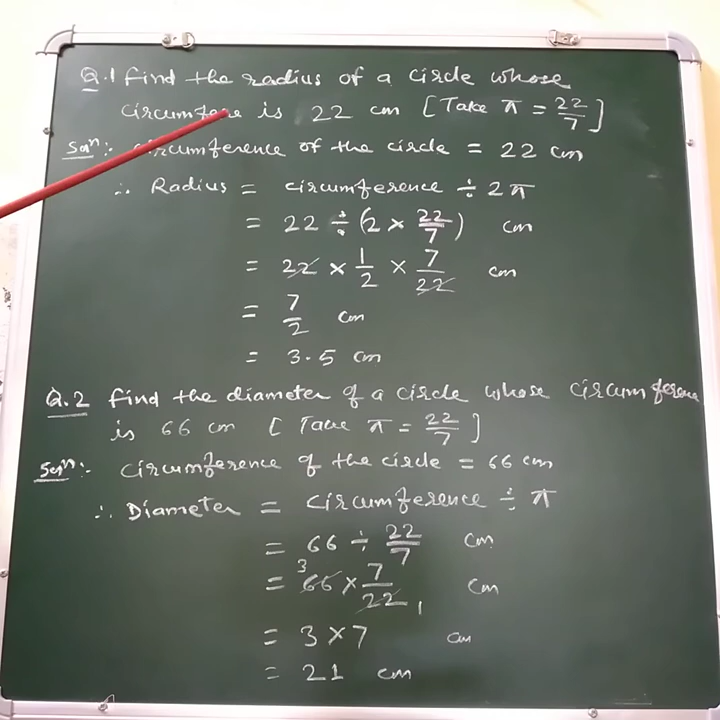 Q.1 Find the radius of a circle whose
circumfere is 22 cm [Take π = 22/7]
Solⁿ:- circumference of the circle = 22 cm
∴ Radius = circumference ÷ 2π
= 22 ÷ (2 × 22/7) cm
= 22 × 1/2 × 7/22 cm
= 7/2 cm
= 3.5 cm
Q.2 Find the diameter of a circle whose circumference
is 66 cm [Take π = 22/7]
Solⁿ:- Circumference of the circle = 66 cm
∴ Diameter = circumference ÷ π
= 66 ÷ 22/7 cm
= 3 66 × 7/22 1 cm
= 3 × 7 cm
= 21 cm